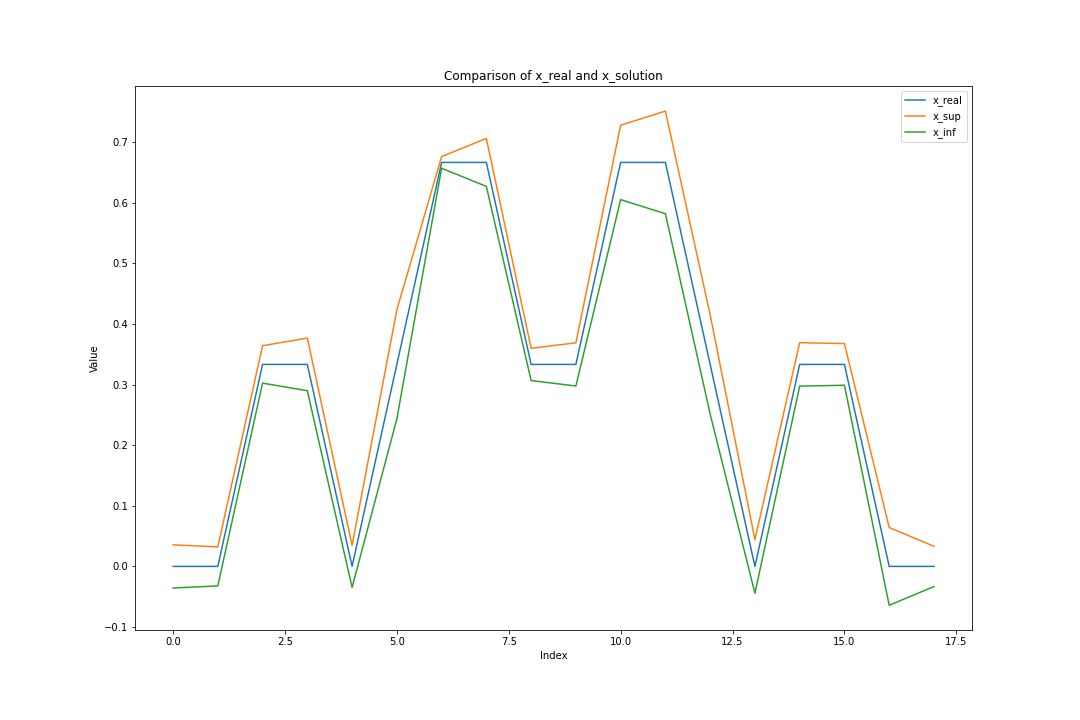 Comparison of x_real and x_solution
x_real
x_sup
x_inf
Value
0.7
0.6
0.5
0.4
0.3
0.2
0.1
0.0
−0.1
0.0 2.5 5.0 7.5 10.0 12.5 15.0 17.5
Index